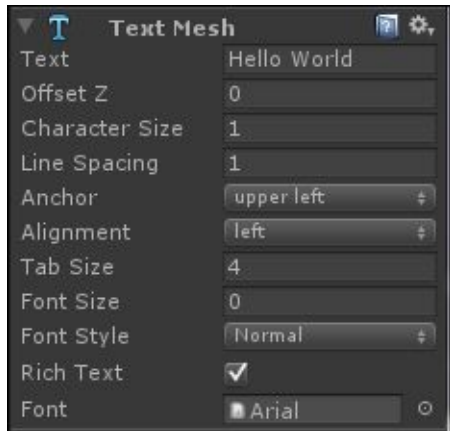 Text Mesh
Text Hello World
Offset Z 0
Character Size 1
Line Spacing 1
Anchor upper left
Alignment left
Tab Size 4
Font Size 0
Font Style Normal
Rich Text
Font Arial